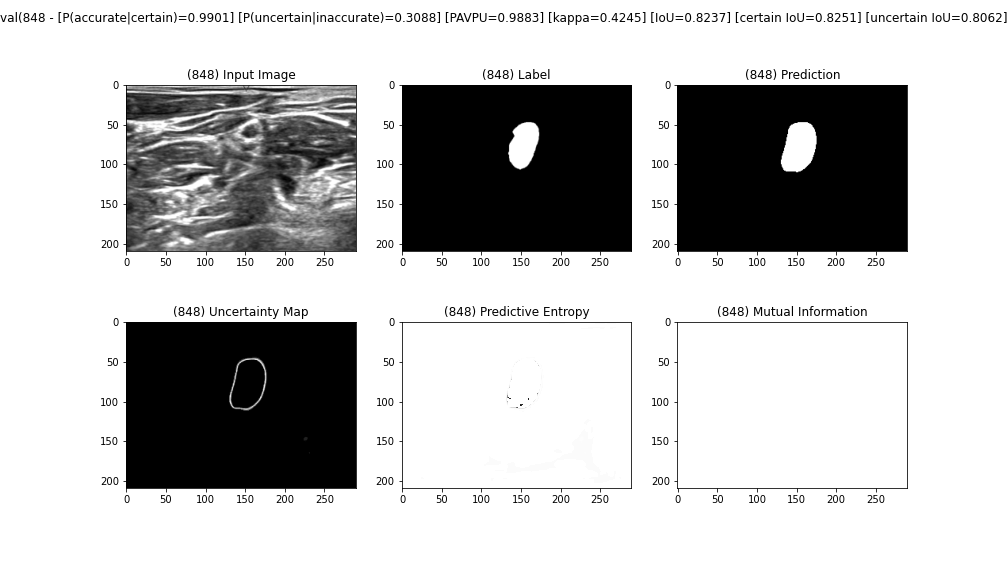 val(848 - [P(accurate|certain)=0.9901] [P(uncertain|inaccurate)=0.3088] [PAVPU=0.9883] [kappa=0.4245] [IoU=0.8237] [certain IoU=0.8251] [uncertain IoU=0.8062]
(848) Input Image
0
50
100
150
200
0 50 100 150 200 250
(848) Label
0
50
100
150
200
0 50 100 150 200 250
(848) Prediction
0
50
100
150
200
0 50 100 150 200 250
(848) Uncertainty Map
0
50
100
150
200
0 50 100 150 200 250
(848) Predictive Entropy
0
50
100
150
200
0 50 100 150 200 250
(848) Mutual Information
0
50
100
150
200
0 50 100 150 200 250